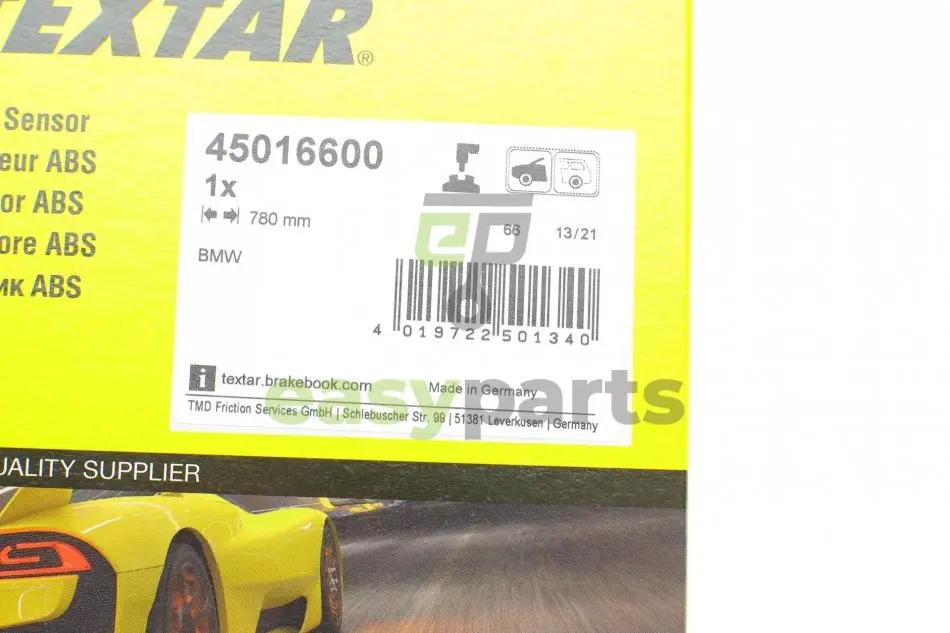 TEXTAR®
Sensor
eur ABS
or ABS
ore ABS
ик ABS
45016600
1x
780 mm
BMW
66 13/21
4 019722 501340
textar.brakebook.com Made in Germany
TMD Friction Services GmbH | Schlebuscher Str. 99 | 51381 Leverkusen | Germany
easyparts
UALITY SUPPLIER